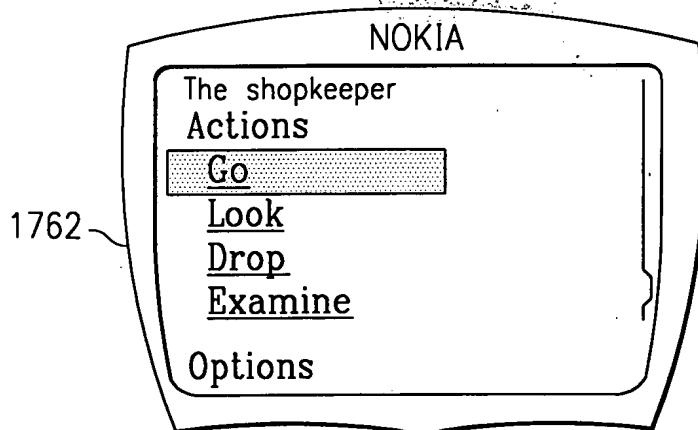 NOKIA
The shopkeeper
Actions
Go
Look
1762
Drop
Examine
Options